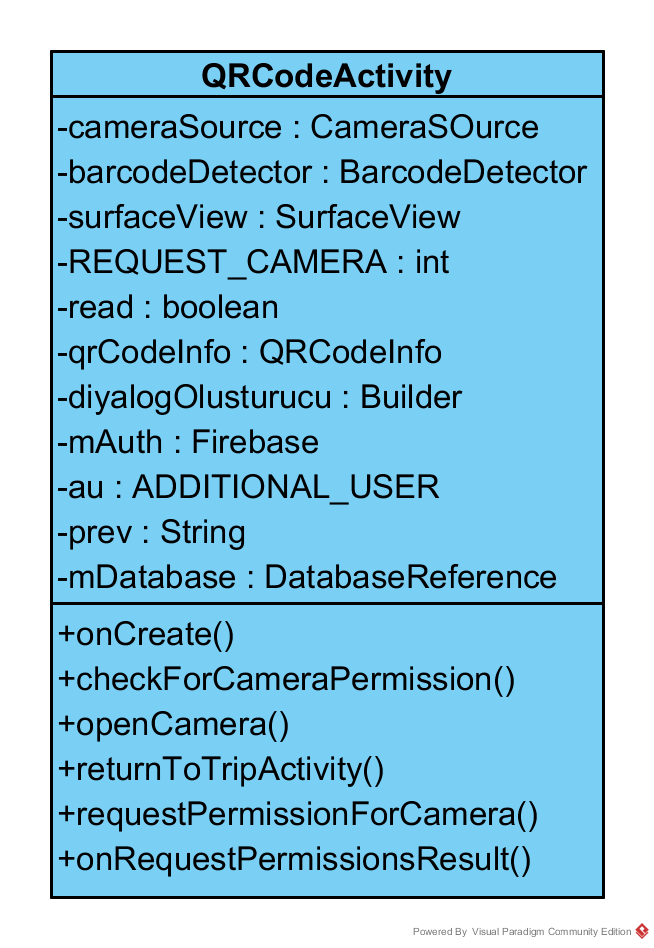 QRCodeActivity
-cameraSource : CameraSOurce
-barcodeDetector : BarcodeDetector
-surfaceView : SurfaceView
-REQUEST_CAMERA : int
-read : boolean
-qrCodeInfo : QRCodeInfo
-diyalogOlusturucu : Builder
-mAuth : Firebase
-au : ADDITIONAL_USER
-prev : String
-mDatabase : DatabaseReference
+onCreate()
+checkForCameraPermission()
+openCamera()
+returnToTripActivity()
+requestPermissionForCamera()
+onRequestPermissionsResult()
Powered By Visual Paradigm Community Edition